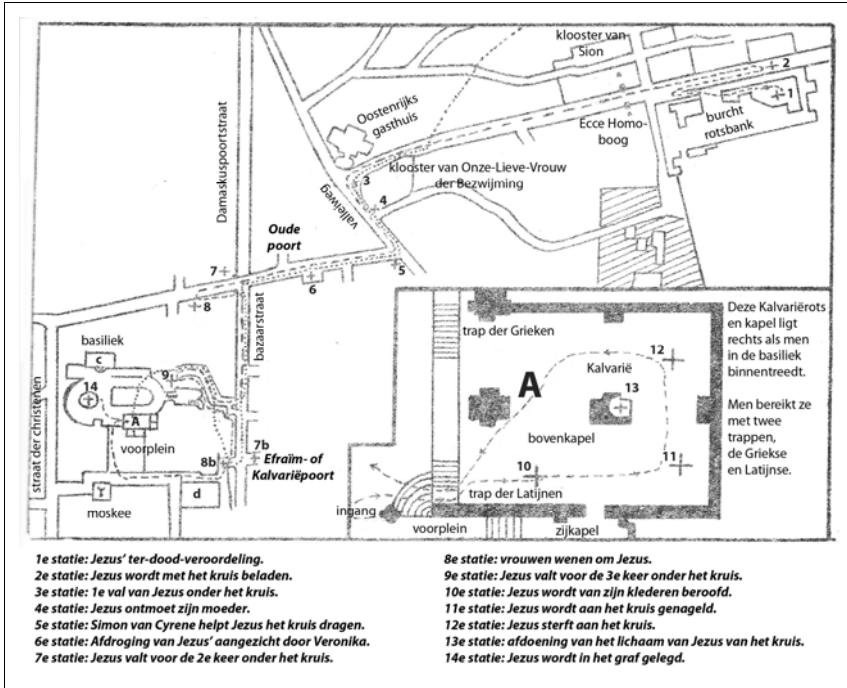 klooster van
Sion
2
1
burcht
rotsbank
Ecce Homo-
boog
Oostenrijks
gasthuis
Damaskuspoortstraat
klooster van Onze-Lieve-Vrouw
der Bezwijming
3
4
Valleiweg
Oude
poort
5
7
6
8
bazaarstraat
basiliek
c
14
9
A
voorplein
straat der christenen
7b
Efraïm- of
Kalvariëpoort
8b
d
moskee
trap der Grieken
A
12
Kalvarië
13
bovenkapel
10
11
trap der Latijnen
ingang
voorplein
zijkapel
Deze Kalvariërots
en kapel ligt
rechts als men
in de basiliek
binnentreedt.
Men bereikt ze
met twee
trappen,
de Griekse
en Latijnse.
1e statie: Jezus’ ter-dood-veroordeling.
2e statie: Jezus wordt met het kruis beladen.
3e statie: 1e val van Jezus onder het kruis.
4e statie: Jezus ontmoet zijn moeder.
5e statie: Simon van Cyrene helpt Jezus het kruis dragen.
6e statie: Afdroging van Jezus’ aangezicht door Veronika.
7e statie: Jezus valt voor de 2e keer onder het kruis.
8e statie: vrouwen wenen om Jezus.
9e statie: Jezus valt voor de 3e keer onder het kruis.
10e statie: Jezus wordt van zijn klederen beroofd.
11e statie: Jezus wordt aan het kruis genageld.
12e statie: Jezus sterft aan het kruis.
13e statie: afdoening van het lichaam van Jezus van het kruis.
14e statie: Jezus wordt in het graf gelegd.